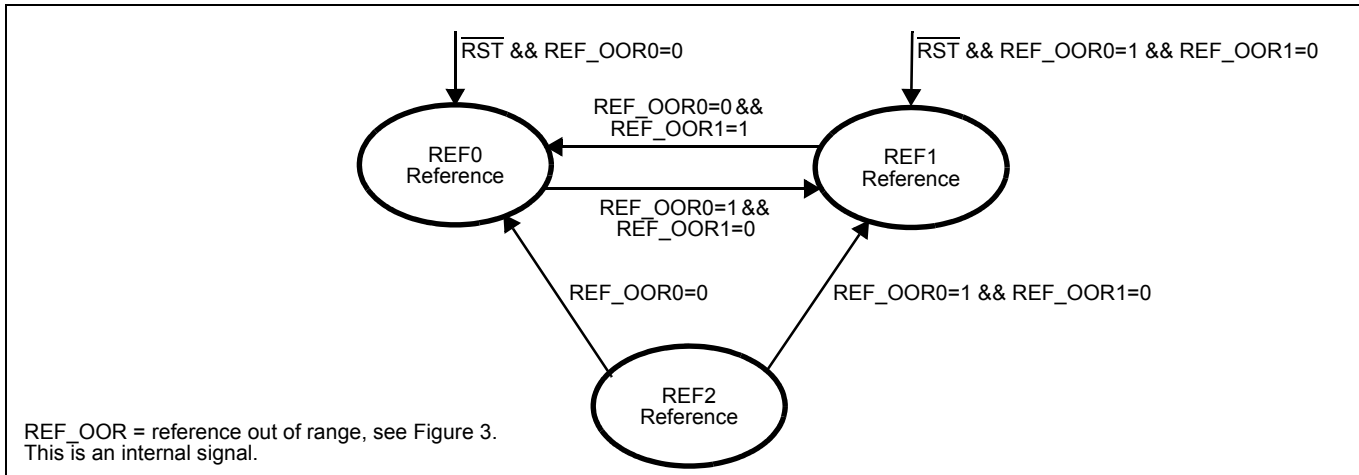 R̅S̅T̅ && REF_OOR0=0
R̅S̅T̅ && REF_OOR0=1 && REF_OOR1=0
REF_OOR0=0 &&
REF_OOR1=1
REF0
Reference
REF1
Reference
REF_OOR0=1 &&
REF_OOR1=0
REF_OOR0=0
REF_OOR0=1 && REF_OOR1=0
REF2
Reference
REF_OOR = reference out of range, see Figure 3.
This is an internal signal.